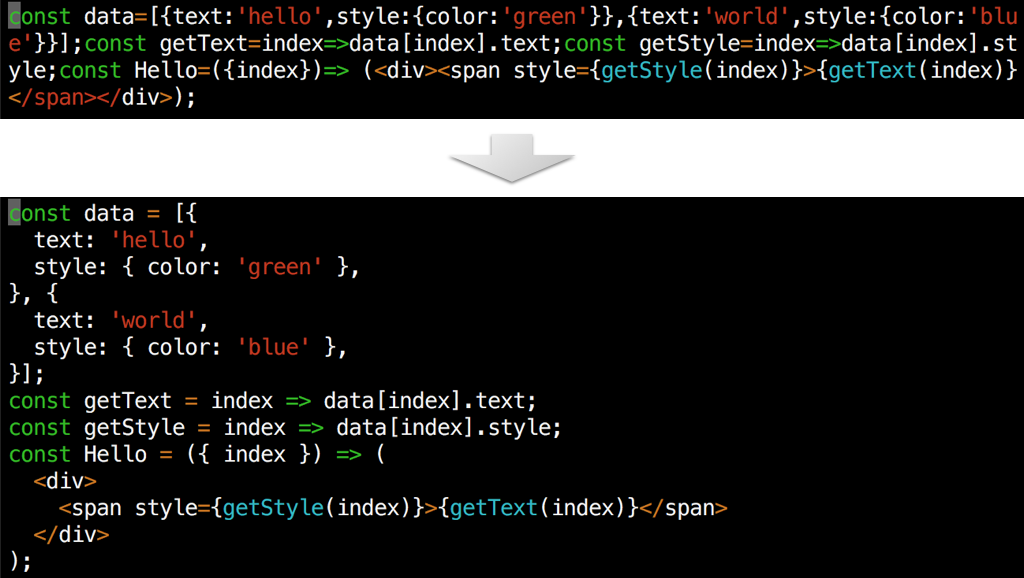 const data=[{text:'hello',style:{color:'green'}},{text:'world',style:{color:'blu
e'}}];const getText=index=>data[index].text;const getStyle=index=>data[index].st
yle;const Hello=({index})=> (<div><span style={getStyle(index)}>{getText(index)}
</span></div>);
const data = [{
  text: 'hello',
  style: { color: 'green' },
}, {
  text: 'world',
  style: { color: 'blue' },
}];
const getText = index => data[index].text;
const getStyle = index => data[index].style;
const Hello = ({ index }) => (
  <div>
    <span style={getStyle(index)}>{getText(index)}</span>
  </div>
);